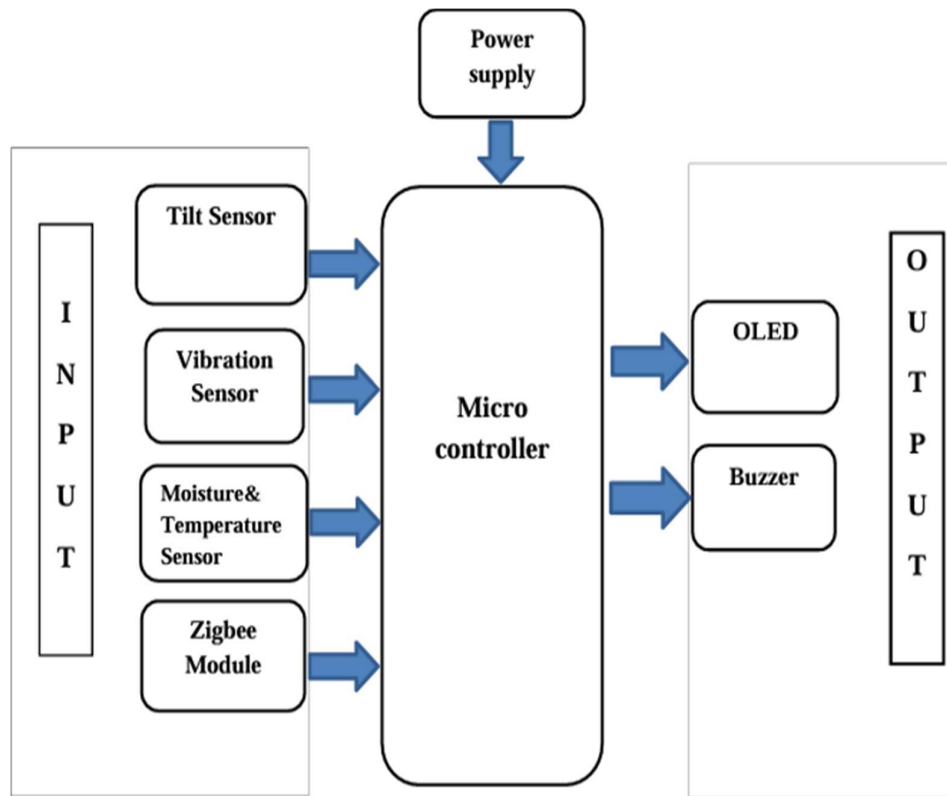 Power
supply
I
N
P
U
T
Tilt Sensor
Vibration
Sensor
Moisture&
Temperature
Sensor
Zigbee
Module
Micro
controller
OLED
Buzzer
O
U
T
P
U
T